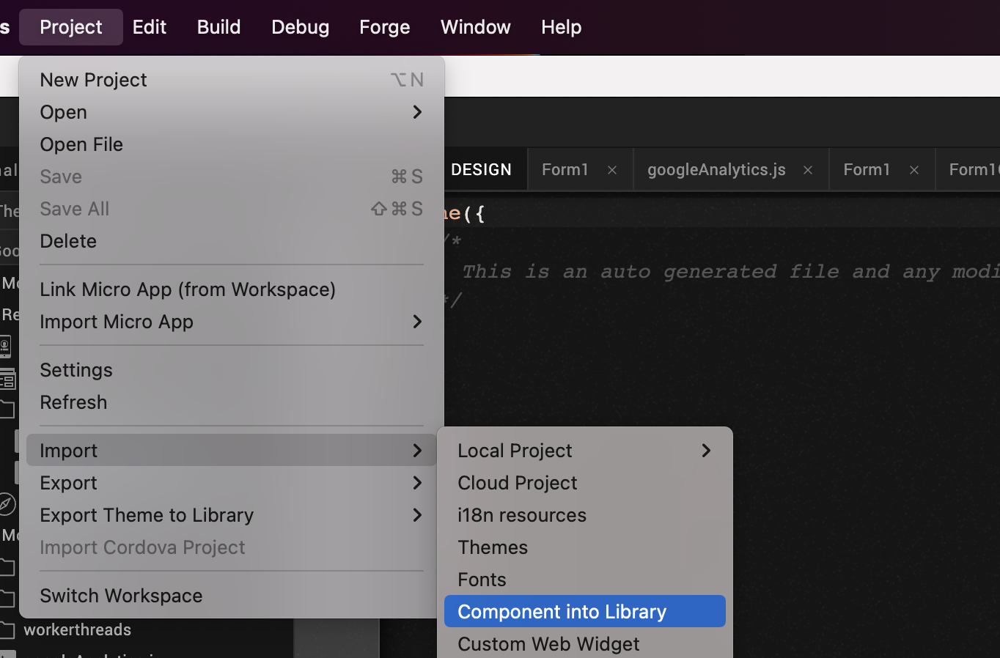 s Project Edit Build Debug Forge Window Help
New Project ⌥ N
Open
Open File
Save ⌘ S
Save All ⇧ ⌘ S
Delete
Link Micro App (from Workspace)
Import Micro App
Settings
Refresh
Import
Export
Export Theme to Library
Import Cordova Project
Switch Workspace
Local Project
Cloud Project
i18n resources
Themes
Fonts
Component into Library
Custom Web Widget
DESIGN Form1 × googleAnalytics.js × Form1 × Form1
e({
/*
This is an auto generated file and any modi
*/
workerthreads